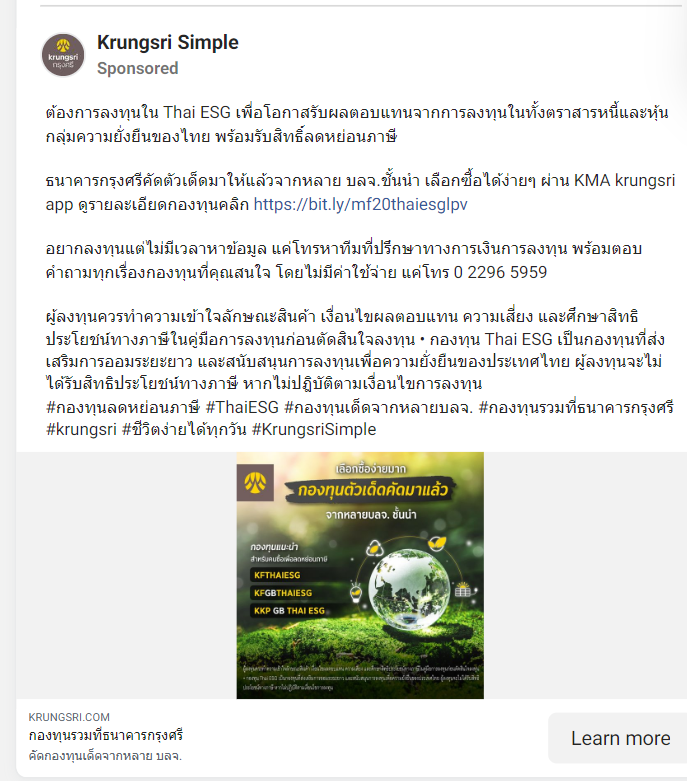 krungsri
กรุงศรี
Krungsri Simple
Sponsored
ต้องการลงทุนใน Thai ESG เพื่อโอกาสรับผลตอบแทนจากการลงทุนในทั้งตราสารหนี้และหุ้น
กลุ่มความยั่งยืนของไทย พร้อมรับสิทธิ์ลดหย่อนภาษี
ธนาคารกรุงศรีคัดตัวเด็ดมาให้แล้วจากหลาย บลจ.ชั้นนำ เลือกซื้อได้ง่ายๆ ผ่าน KMA krungsri
app ดูรายละเอียดกองทุนคลิก https://bit.ly/mf20thaiesglpv
อยากลงทุนแต่ไม่มีเวลาหาข้อมูล แค่โทรหาทีมที่ปรึกษาทางการเงินการลงทุน พร้อมตอบ
คำถามทุกเรื่องกองทุนที่คุณสนใจ โดยไม่มีค่าใช้จ่าย แค่โทร 0 2296 5959
ผู้ลงทุนควรทำความเข้าใจลักษณะสินค้า เงื่อนไขผลตอบแทน ความเสี่ยง และศึกษาสิทธิ
ประโยชน์ทางภาษีในคู่มือการลงทุนก่อนตัดสินใจลงทุน • กองทุน Thai ESG เป็นกองทุนที่ส่ง
เสริมการออมระยะยาว และสนับสนุนการลงทุนเพื่อความยั่งยืนของประเทศไทย ผู้ลงทุนจะไม่
ได้รับสิทธิประโยชน์ทางภาษี หากไม่ปฎิบัติตามเงื่อนไขการลงทุน
#กองทุนลดหย่อนภาษี #ThaiESG #กองทุนเด็ดจากหลายบลจ. #กองทุนรวมที่ธนาคารกรุงศรี
#krungsri #ชีวิตง่ายได้ทุกวัน #KrungsriSimple
เลือกซื้อง่ายมาก
กองทุนตัวเด็ดคัดมาแล้ว
จากหลายบลจ. ชั้นนำ
กองทุนแนะนำ
สำหรับคนซื้อเพื่อลดหย่อนภาษี
KFTHAIESG
KFGBTHAIESG
KKP GB THAI ESG
KRUNGSRI.COM
กองทุนรวมที่ธนาคารกรุงศรี
คัดกองทุนเด็ดจากหลาย บลจ.
Learn more